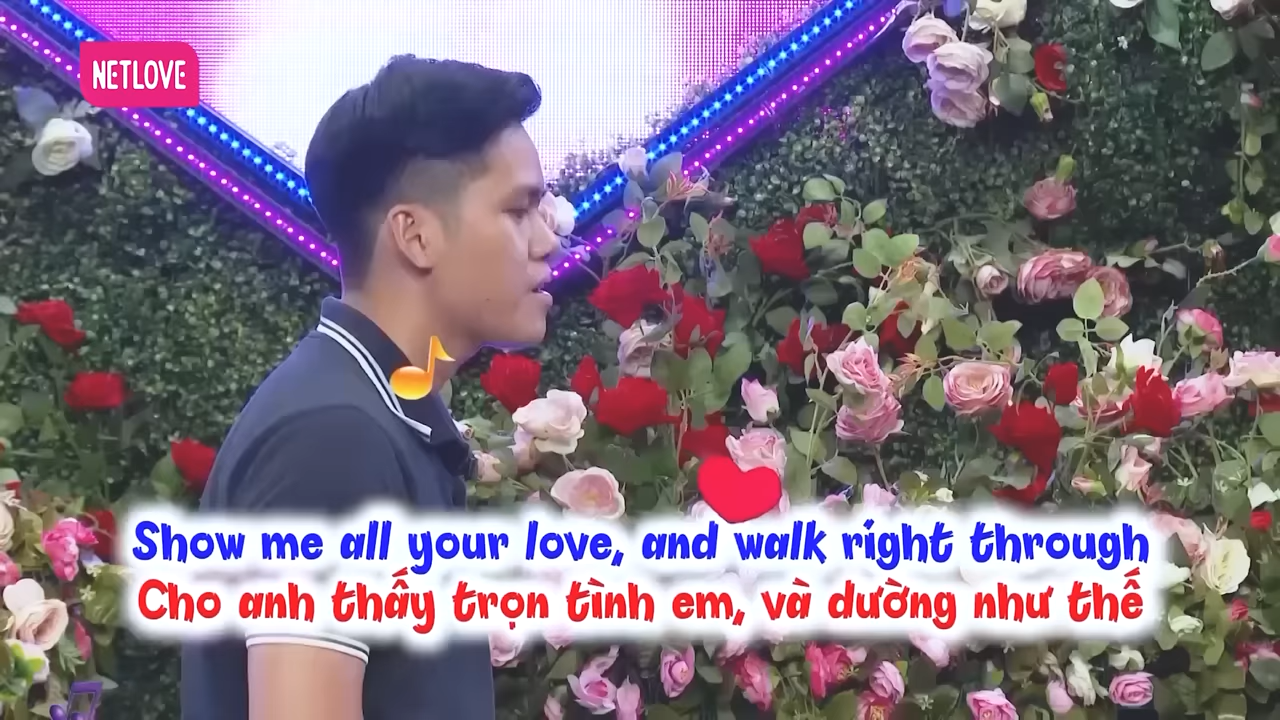 NETLOVE
Show me all your love, and walk right through
Cho anh thấy trọn tình em, và dường như thế